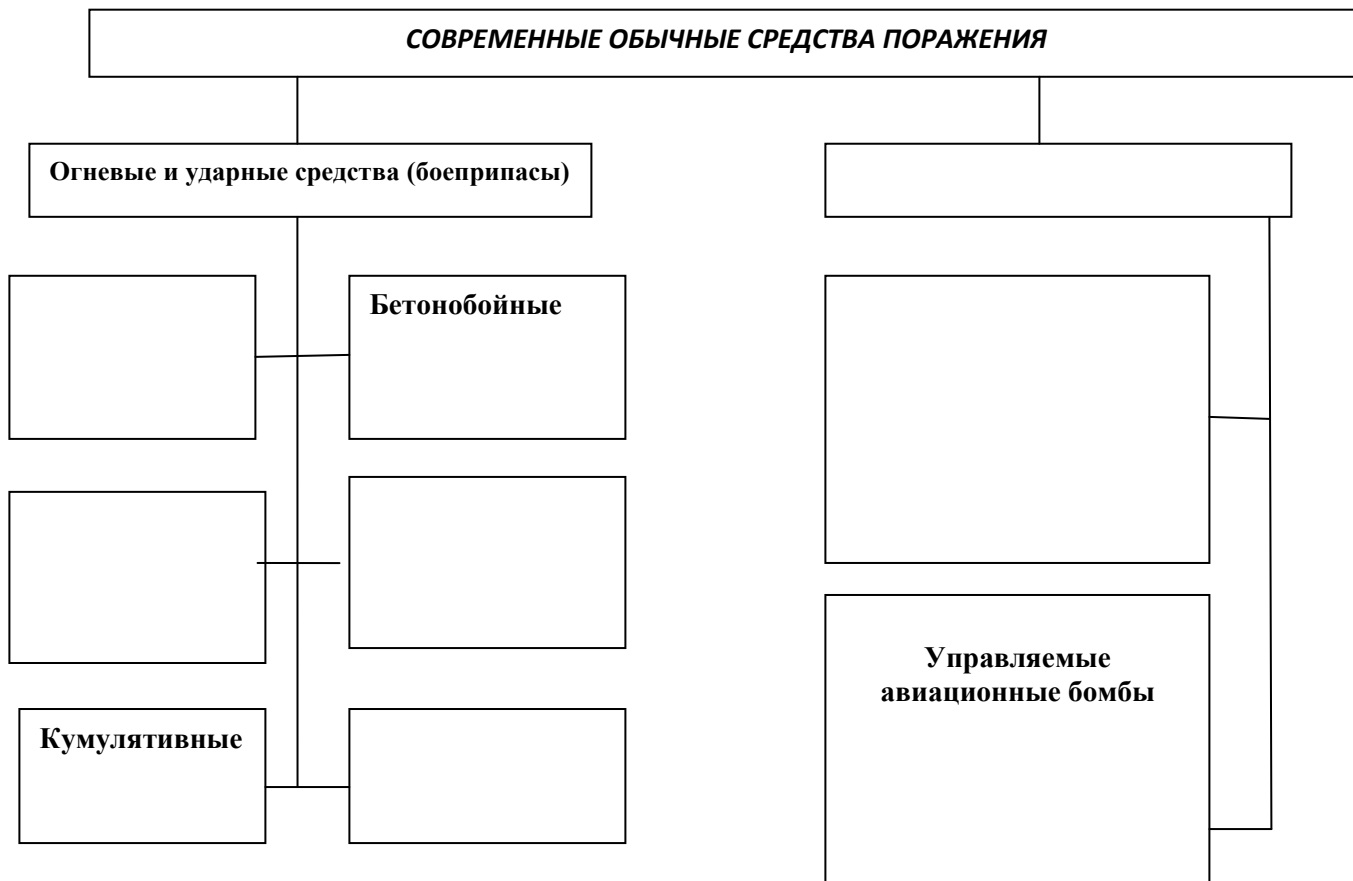 СОВРЕМЕННЫЕ ОБЫЧНЫЕ СРЕДСТВА ПОРАЖЕНИЯ
Огневые и ударные средства (боеприпасы)
Бетонобойные
Кумулятивные
Управляемые
авиационные бомбы